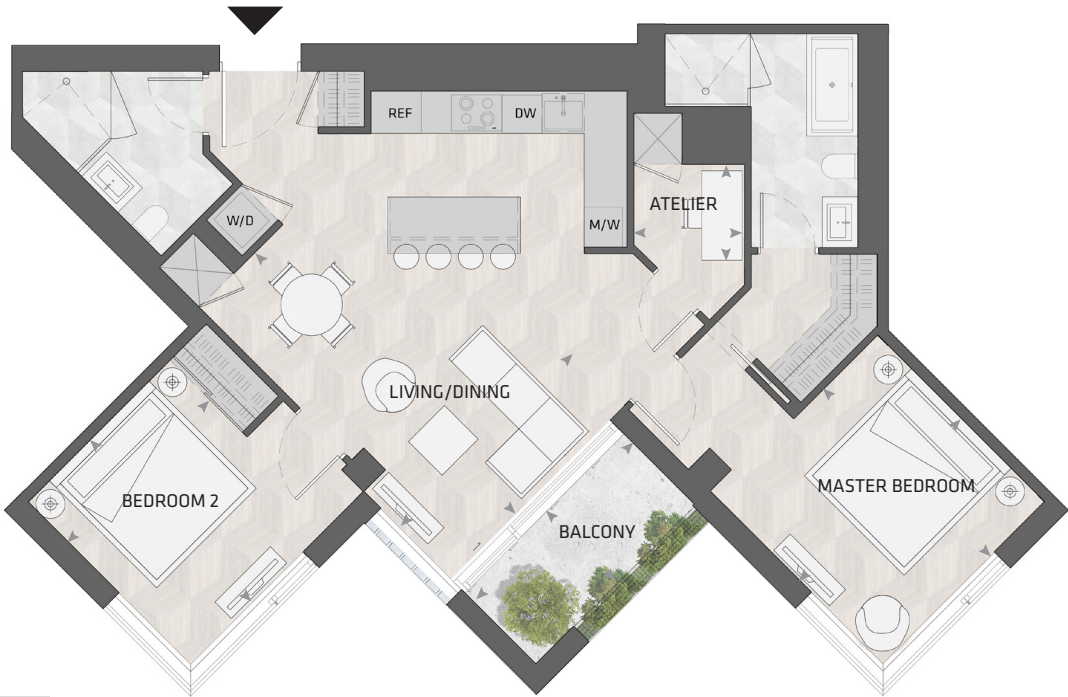 REF
DW
W/D
M/W
ATELIER
LIVING/DINING
BEDROOM 2
MASTER BEDROOM
BALCONY